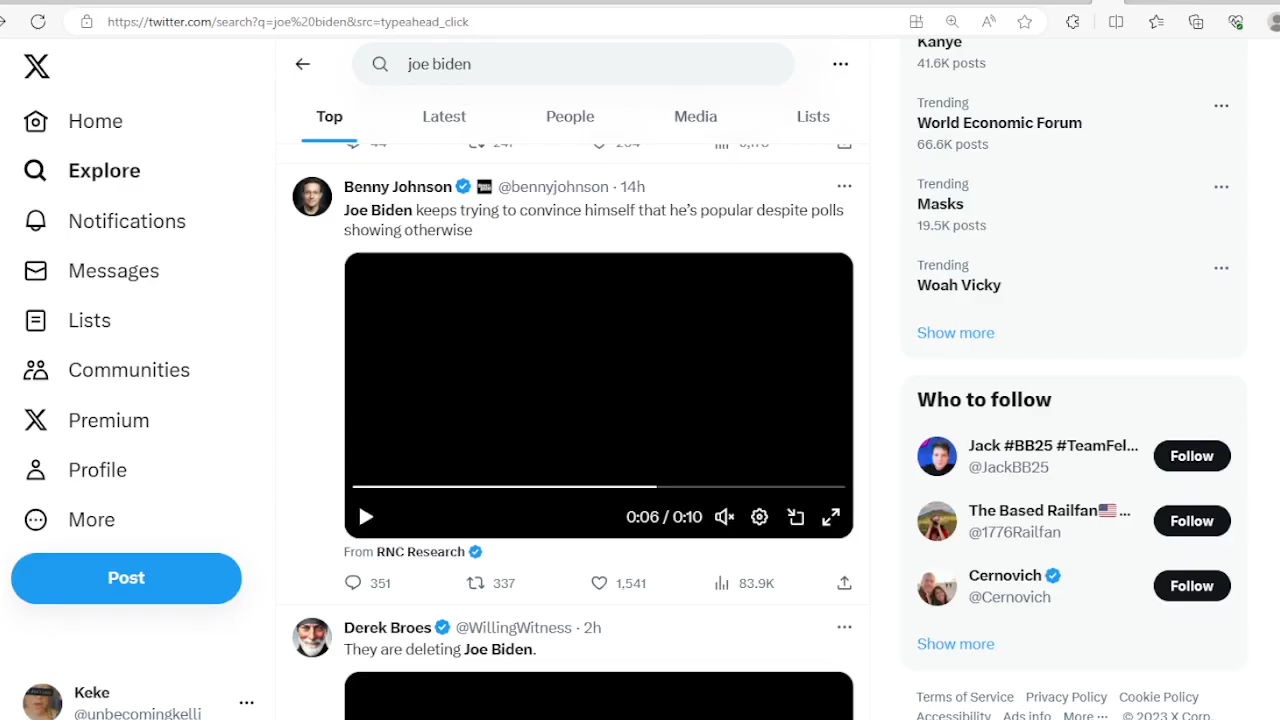 https://twitter.com/search?q=joe%20biden&src=typeahead_click
Home
Explore
Notifications
Messages
Lists
Communities
Premium
Profile
More
Post
Keke
@unbecomingkelli
joe biden
Top Latest People Media Lists
Benny Johnson @bennyjohnson · 14h
Joe Biden keeps trying to convince himself that he's popular despite polls
showing otherwise
0:06 / 0:10
From RNC Research
351 337 1,541 83.9K
Derek Broes @WillingWitness · 2h
They are deleting Joe Biden.
Kanye
41.6K posts
Trending
World Economic Forum
66.6K posts
Trending
Masks
19.5K posts
Trending
Woah Vicky
Show more
Who to follow
Jack #BB25 #TeamFel...
@JackBB25
Follow
The Based Railfan🇺🇸 ...
@1776Railfan
Follow
Cernovich
@Cernovich
Follow
Show more
Terms of Service Privacy Policy Cookie Policy
Accessibility Ads info More ··· © 2023 X Corp.